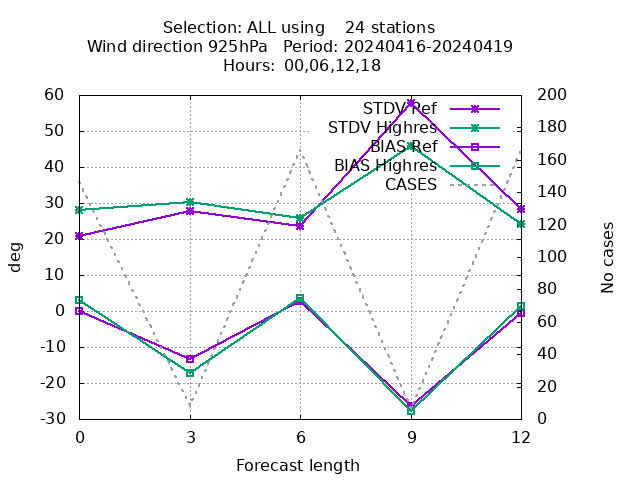 Selection: ALL using    24 stations
Wind direction 925hPa   Period: 20240416-20240419
Hours:  00,06,12,18
60
50
40
30
20
10
0
-10
-20
-30
deg
STDV Ref
STDV Highres
BIAS Ref
BIAS Highres
CASES
200
180
160
140
120
100
80
60
40
20
0
No cases
0 3 6 9 12
Forecast length